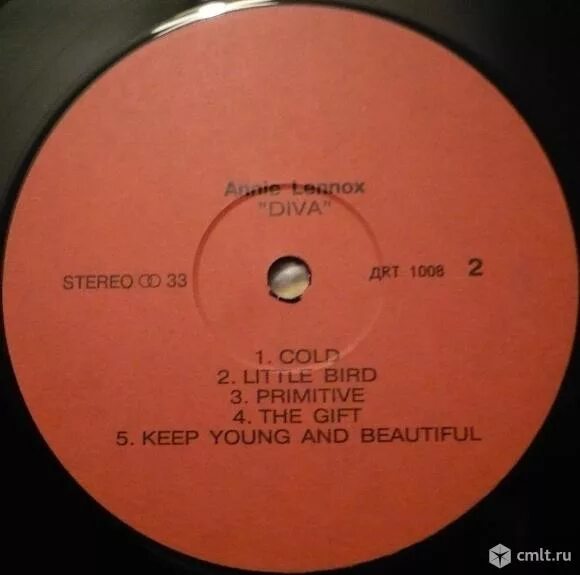 Annie Lennox
"DIVA"
STEREO ꝏ 33
ДRT 1008 2
1. COLD
2. LITTLE BIRD
3. PRIMITIVE
4. THE GIFT
5. KEEP YOUNG AND BEAUTIFUL
cmlt.ru